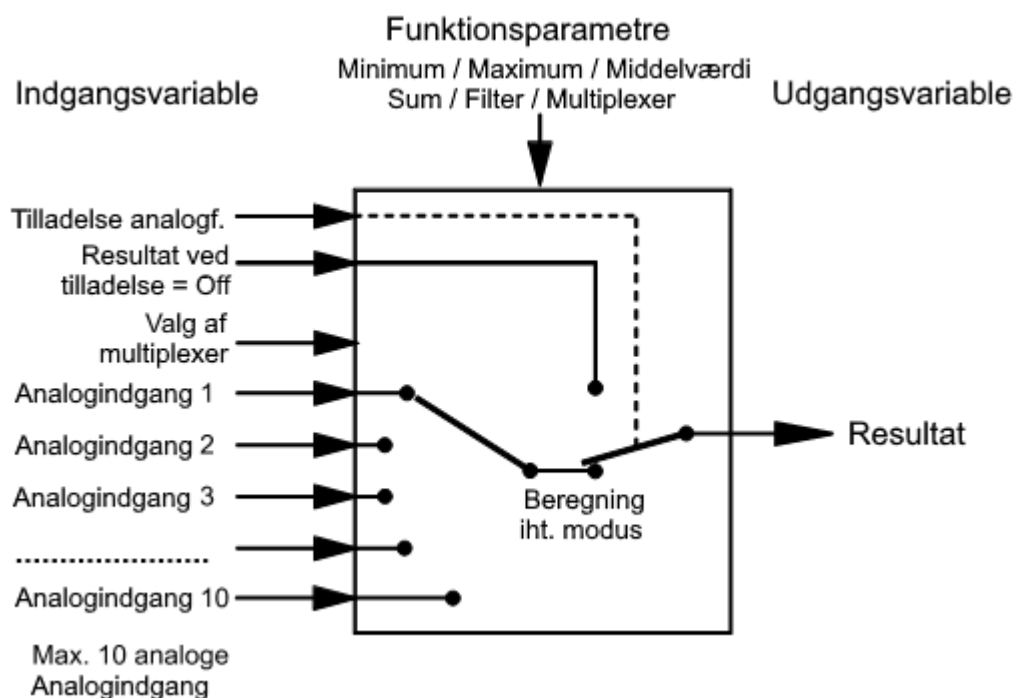 Funktionsparametre
Minimum / Maximum / Middelværdi
Sum / Filter / Multiplexer
Indgangsvariable
Udgangsvariable
Tilladelse analogf.
Resultat ved
tilladelse = Off
Valg af
multiplexer
Analogindgang 1
Analogindgang 2
Analogindgang 3
......................
Analogindgang 10
Max. 10 analoge
Analogindgang
Beregning
iht. modus
Resultat